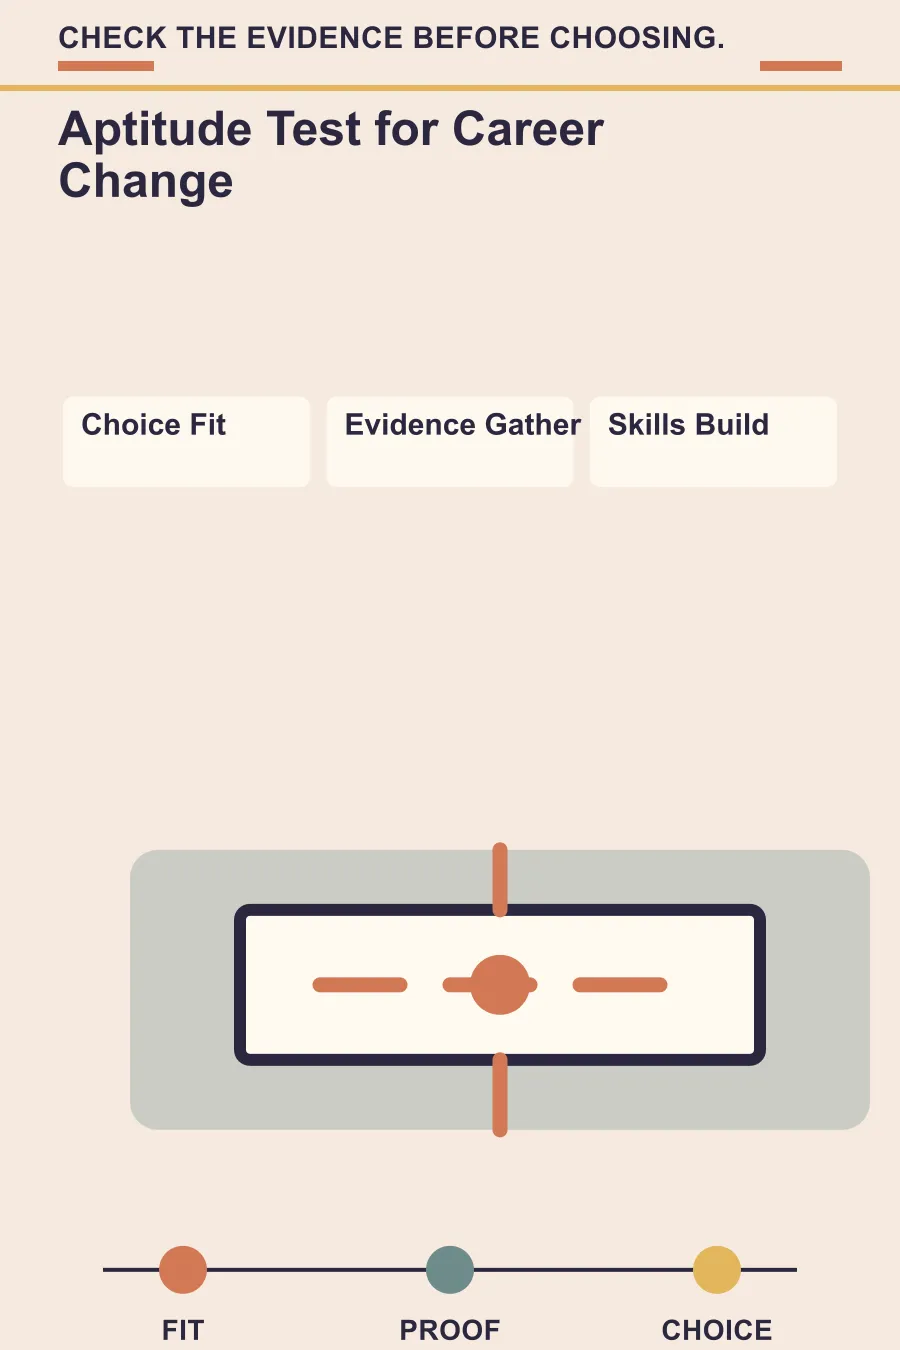 CHECK THE EVIDENCE BEFORE CHOOSING.
Aptitude Test for Career
Change
Choice Fit
Evidence Gather
Skills Build
FIT
PROOF
CHOICE